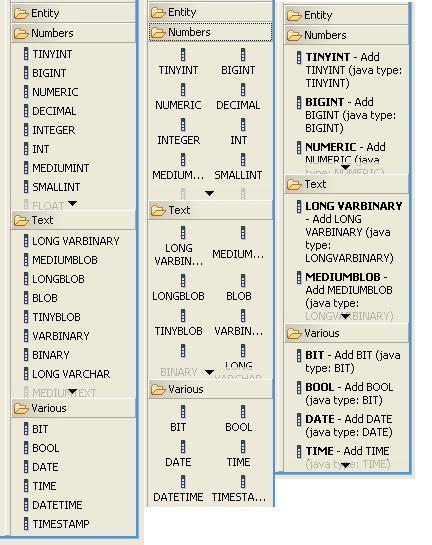 Entity
Numbers
TINYINT
BIGINT
NUMERIC
DECIMAL
INTEGER
INT
MEDIUMINT
SMALLINT
FLOAT
Text
LONG VARBINARY
MEDIUMBLOB
LONGBLOB
BLOB
TINYBLOB
VARBINARY
BINARY
LONG VARCHAR
MEDIUMTEXT
Various
BIT
BOOL
DATE
TIME
DATETIME
TIMESTAMP
Entity
Numbers
TINYINT BIGINT
NUMERIC DECIMAL
INTEGER INT
MEDIUM... SMALLINT
Text
LONG
VARBIN... MEDIUM...
LONGBLOB BLOB
TINYBLOB VARBIN...
BINARY LONG
VARCHAR
Various
BIT BOOL
DATE TIME
DATETIME TIMESTA...
Entity
Numbers
TINYINT - Add
TINYINT (java type:
TINYINT)
BIGINT - Add
BIGINT (java type:
BIGINT)
NUMERIC - Add
NUMERIC (java
type: NUMERIC)
Text
LONG VARBINARY
- Add LONG
VARBINARY (java
type:
LONGVARBINARY)
MEDIUMBLOB -
Add MEDIUMBLOB
(java type:
LONGVARBINARY)
Various
BIT - Add BIT (java
type: BIT)
BOOL - Add BOOL
(java type: BIT)
DATE - Add DATE
(java type: DATE)
TIME - Add TIME
(java type: TIME)